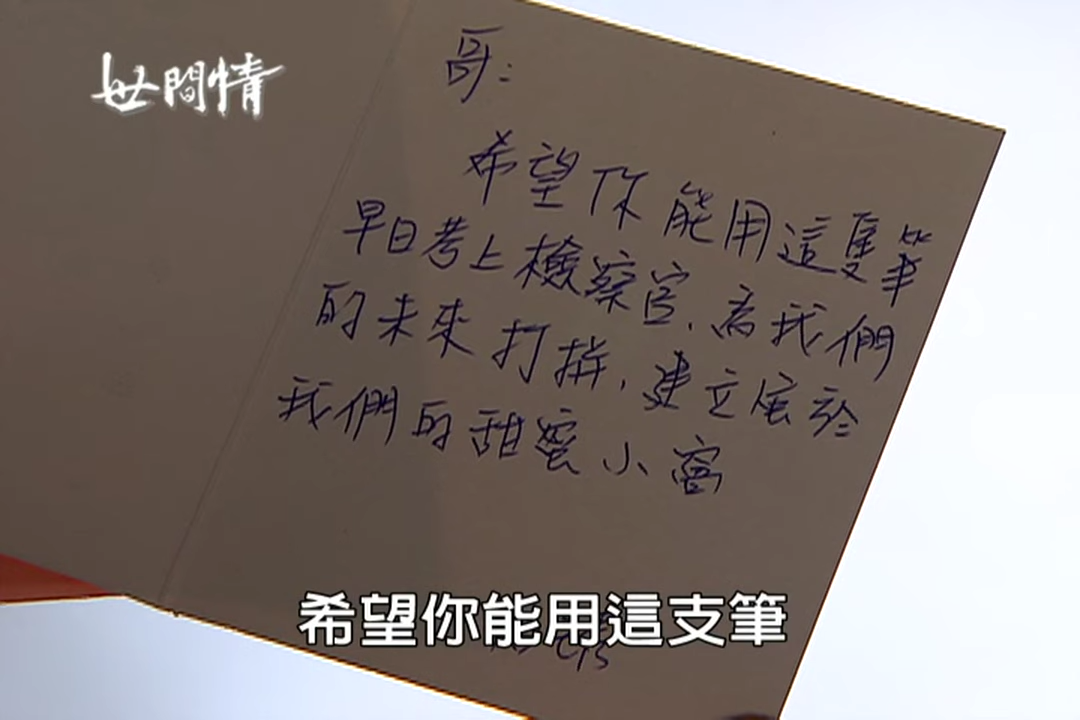 世間情
哥:
希望你能用這隻筆
早日考上檢察官,為我們
的未來打拚,建立屬於
我們的甜蜜小窩
希望你能用這支筆